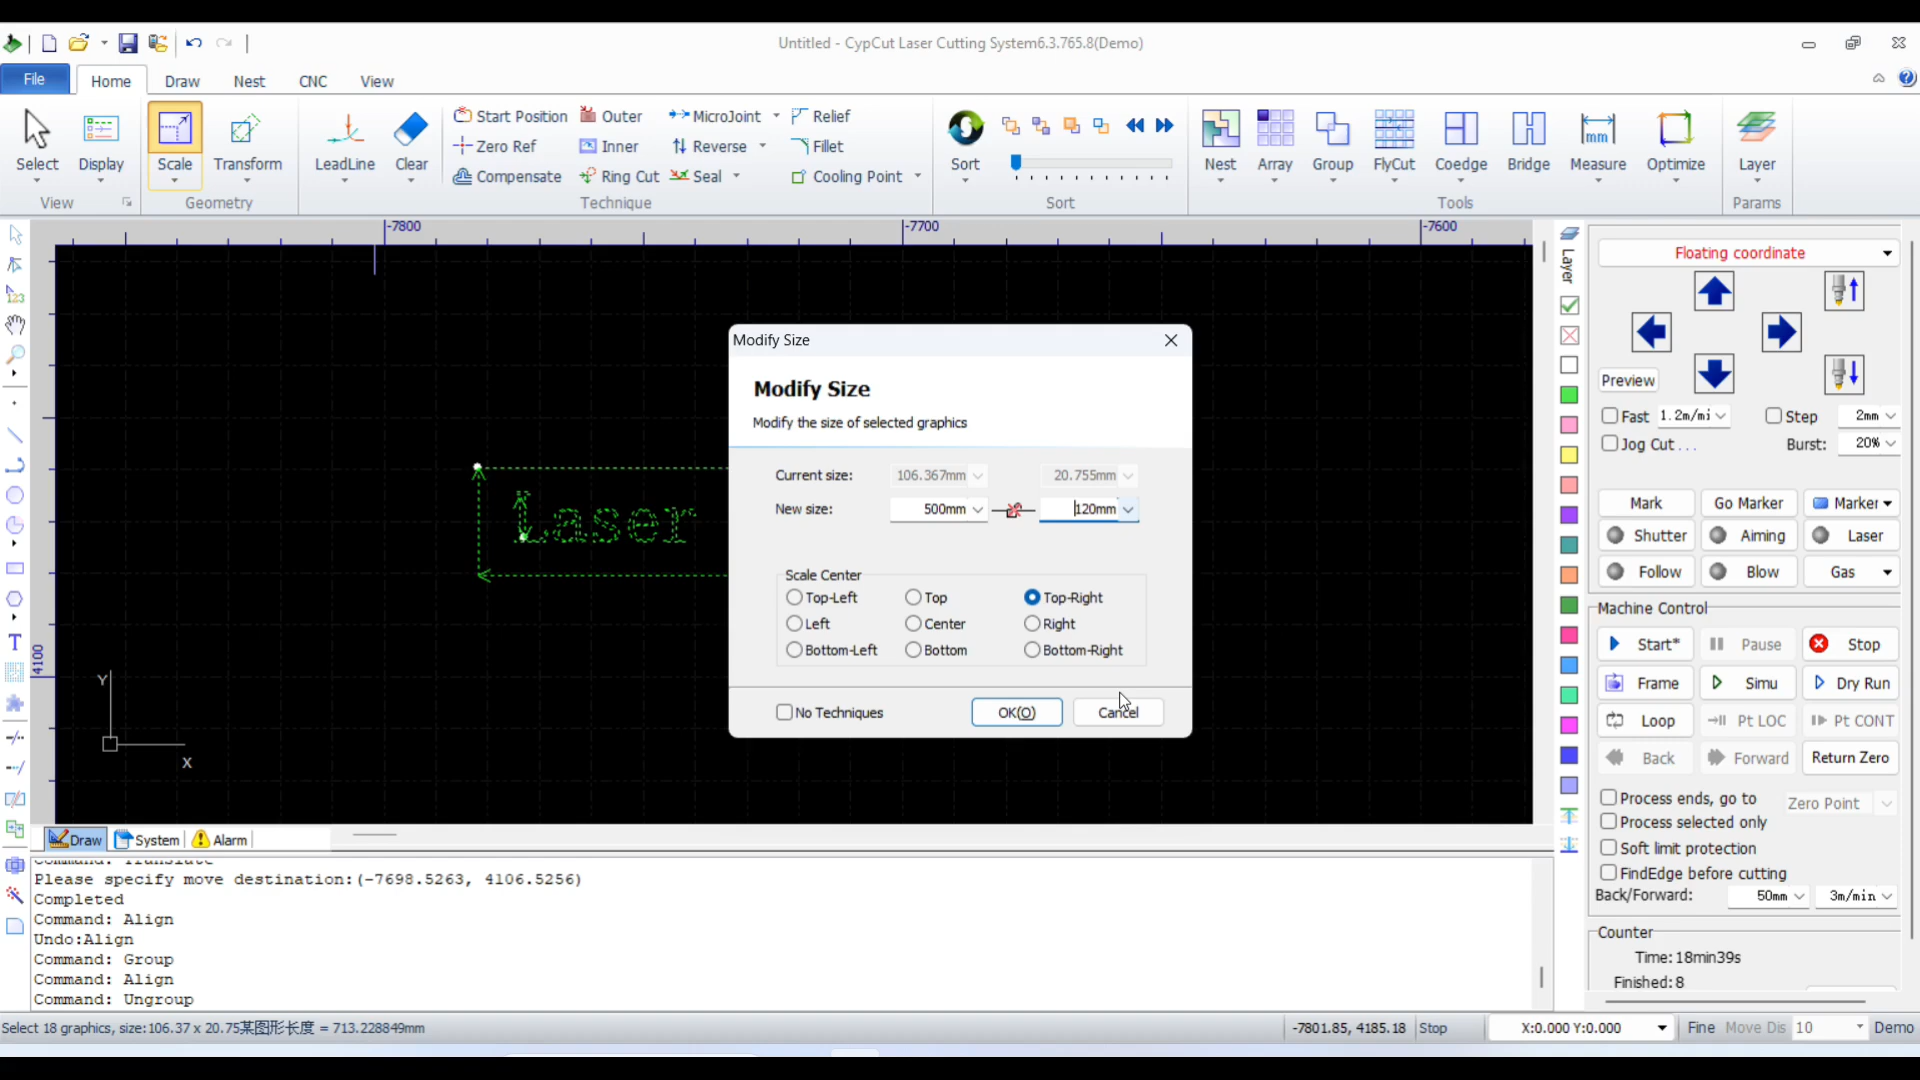 Untitled - CypCut Laser Cutting System6.3.765.8(Demo)
File Home Draw Nest CNC View
Select Display Scale Transform LeadLine Clear
Start Position Outer MicroJoint Relief
Zero Ref Inner Reverse Fillet
Compensate Ring Cut Seal Cooling Point
Sort Nest Array Group FlyCut Coedge Bridge mm Measure Optimize Layer
View Geometry Technique Sort Tools Params
-7800 -7700 -7600
4100
Y
X
123
T
Laser
Modify Size
Modify Size
Modify the size of selected graphics
Current size: 106.367mm 20.755mm
New size: 500mm 120mm
Scale Center
Top-Left Top Top-Right
Left Center Right
Bottom-Left Bottom Bottom-Right
No Techniques OK(O) Cancel
Layer
Floating coordinate
Preview
Fast 1.2m/mi Step 2mm
Jog Cut... Burst: 20%
Mark Go Marker Marker
Shutter Aiming Laser
Follow Blow Gas
Machine Control
Start* Pause Stop
Frame Simu Dry Run
Loop Pt LOC Pt CONT
Back Forward Return Zero
Process ends, go to Zero Point
Process selected only
Soft limit protection
FindEdge before cutting
Back/Forward: 50mm 3m/min
Counter
Time:18min39s
Finished:8
Draw System Alarm
Command: Translate
Please specify move destination:(-7698.5263, 4106.5256)
Completed
Command: Align
Undo:Align
Command: Group
Command: Align
Command: Ungroup
Select 18 graphics, size:106.37 x 20.75某图形长度 = 713.228849mm
-7801.85, 4185.18 Stop X:0.000 Y:0.000 Fine Move Dis 10 Demo